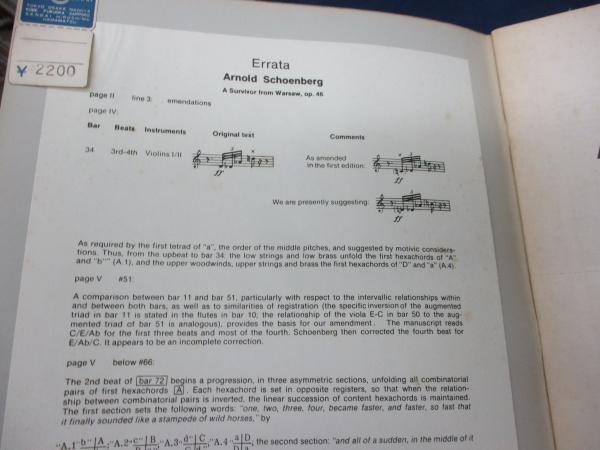 TOKYO OSAKA NAGOYA
KOBE FUKUOKA SAPPORO
SENDAI HIROSHIMA
HAMAMATSU
¥ 2200
Errata
Arnold Schoenberg
A Survivor from Warsaw, op. 46
page II line 3: emendations
page IV:
Bar Beats Instruments Original text Comments
34 3rd-4th Violins I/II As amended
in the first edition:
3
ff
ff
We are presently suggesting:
ff
As required by the first tetrad of "a", the order of the middle pitches, and suggested by motivic considera-
tions. Thus, from the upbeat to bar 34: the low strings and low brass unfold the first hexachords of "A"
and "b"" (A.1), and the upper woodwinds, upper strings and brass the first hexachords of "D" and "a" (A.4).
page V #51:
A comparison between bar 11 and bar 51, particularly with respect to the intervallic relationships within
and between both bars, as well as to similarities of registration (the specific inversion of the augmented
triad in bar 11 is stated in the flutes in bar 10; the relationship of the viola E-C in bar 50 to the aug-
mented triad of bar 51 is analogous), provides the basis for our amendment. The manuscript reads
C/E/Ab for the first three beats and most of the fourth. Schoenberg then corrected the fourth beat for
E/Ab/C. It appears to be an incomplete correction.
page V below #66:
The 2nd beat of bar 72 begins a progression, in three asymmetric sections, unfolding all combinatorial
pairs of first hexachords A. Each hexachord is set in opposite registers, so that when the relation-
ship between combinatorial pairs is inverted, the linear succession of content hexachords is maintained.
The first section sets the following words: "one, two, three, four, became faster, and faster, so fast that
it finally sounded like a stampede of wild horses," by
the second section: "and all of a sudden, in the middle of it